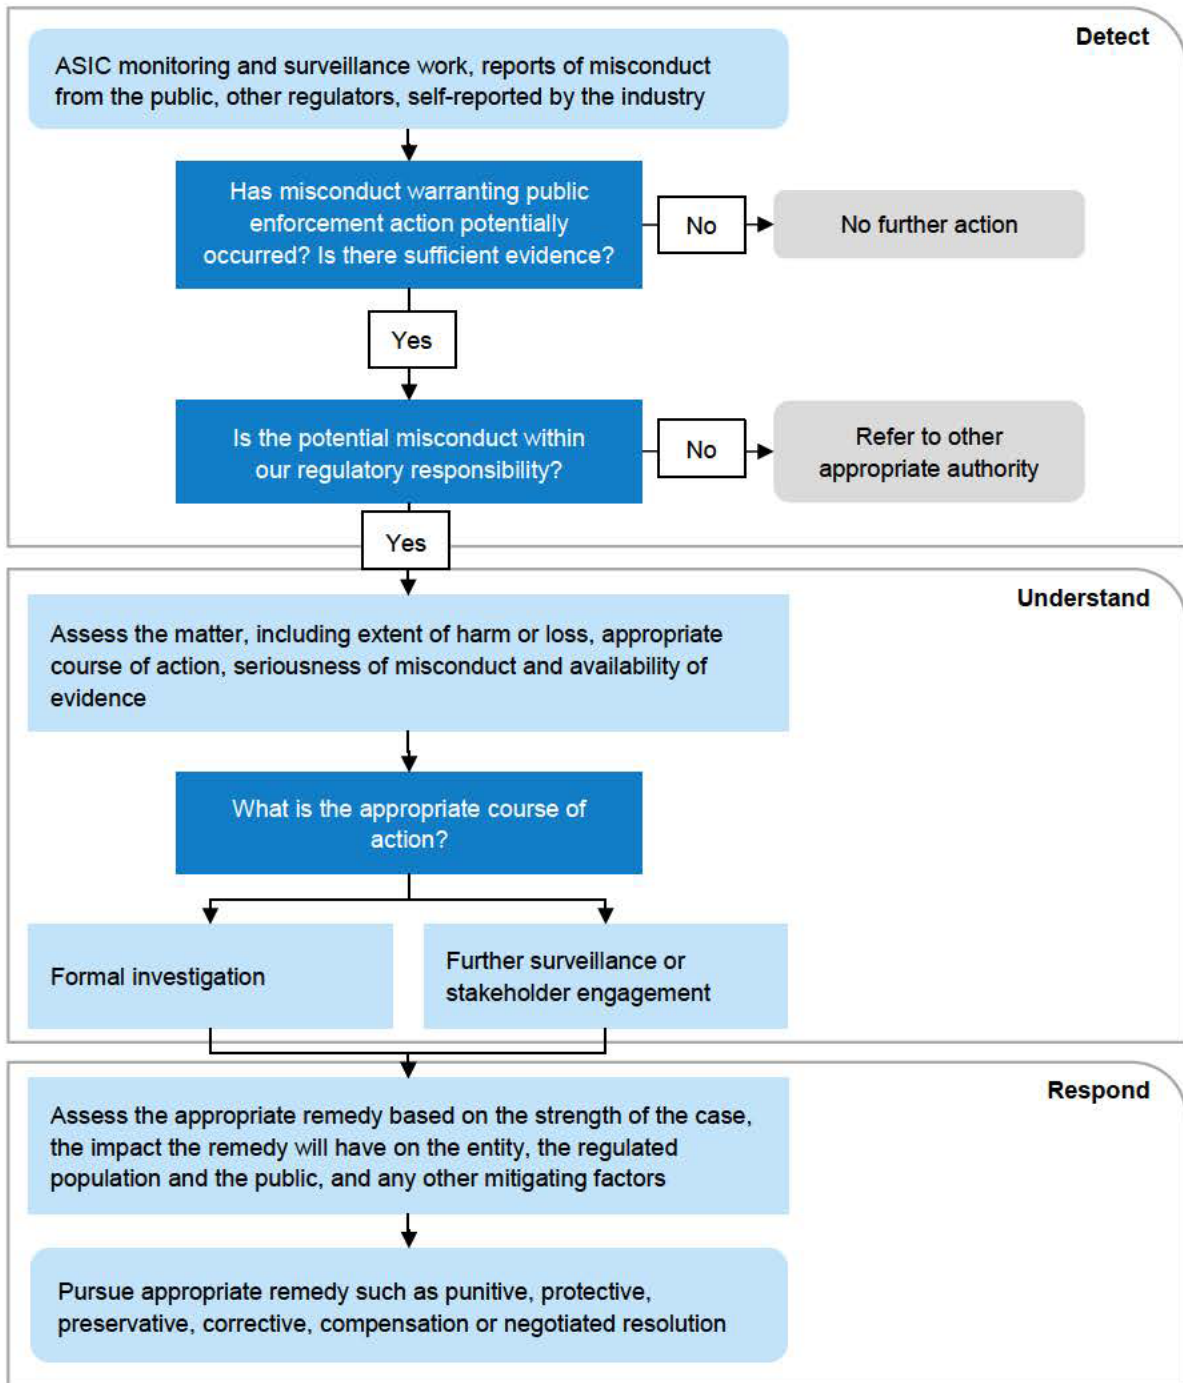 Detect
ASIC monitoring and surveillance work, reports of misconduct
from the public, other regulators, self-reported by the industry
Has misconduct warranting public
enforcement action potentially
occurred? Is there sufficient evidence?
No
No further action
Yes
Is the potential misconduct within
our regulatory responsibility?
No
Refer to other
appropriate authority
Yes
Understand
Assess the matter, including extent of harm or loss, appropriate
course of action, seriousness of misconduct and availability of
evidence
What is the appropriate course of
action?
Formal investigation
Further surveillance or
stakeholder engagement
Respond
Assess the appropriate remedy based on the strength of the case,
the impact the remedy will have on the entity, the regulated
population and the public, and any other mitigating factors
Pursue appropriate remedy such as punitive, protective,
preservative, corrective, compensation or negotiated resolution